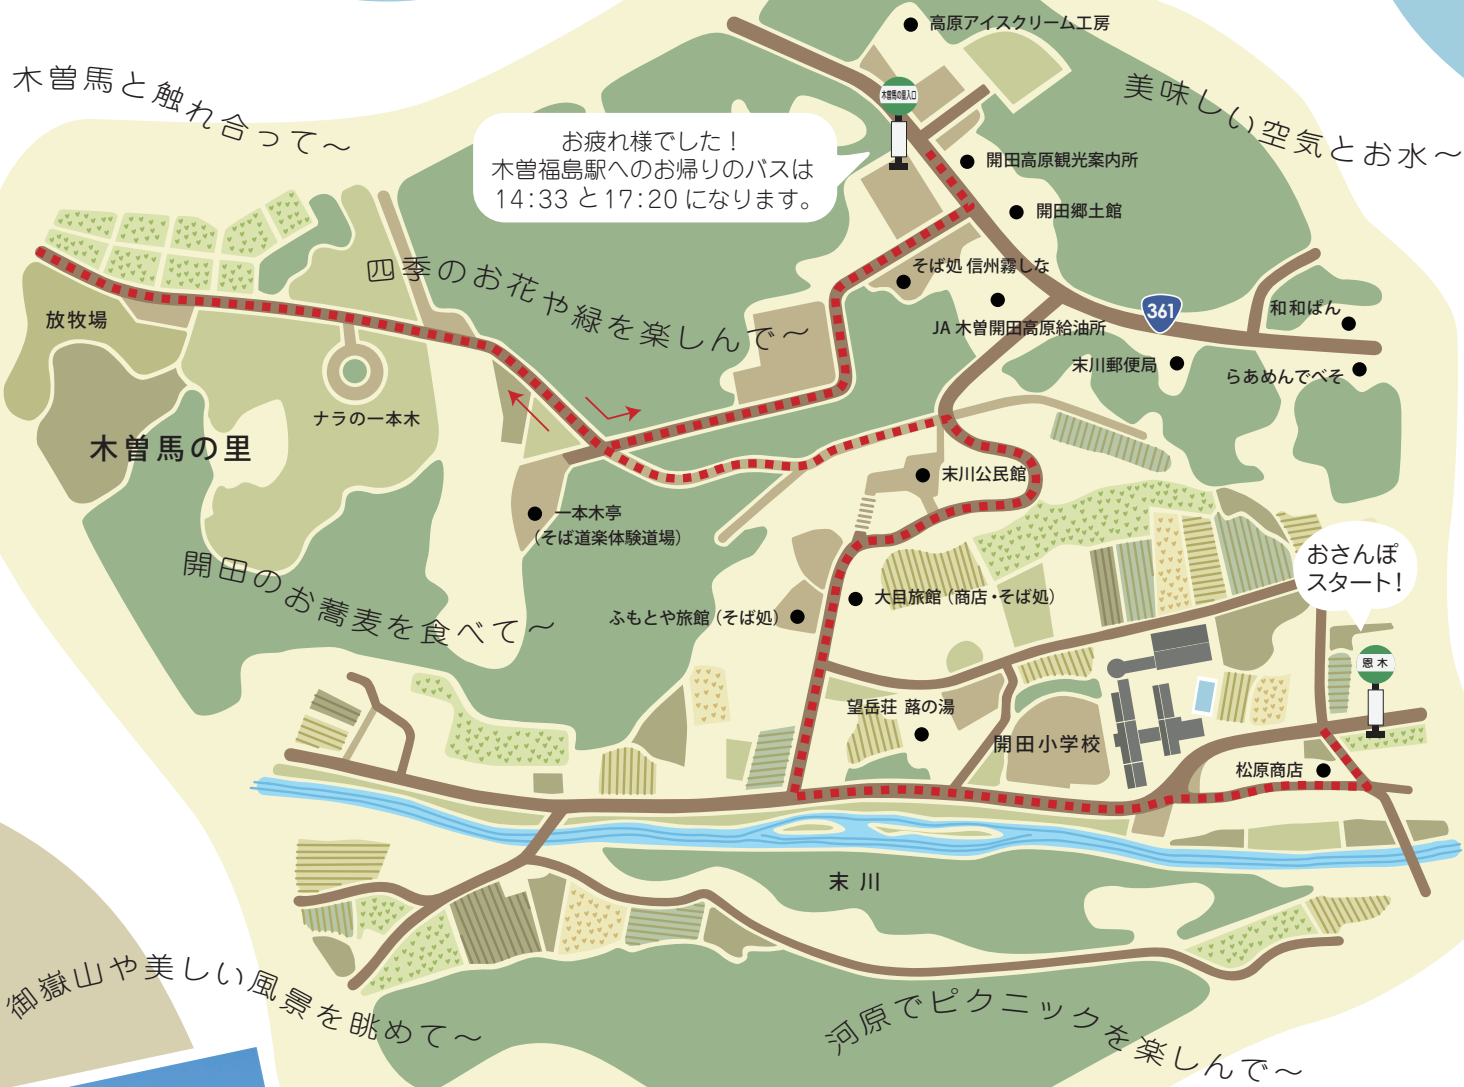 高原アイスクリーム工房
木曽馬と触れ合って～
美味しい空気とお水～
木曽馬の里入口
お疲れ様でした！
木曽福島駅へのお帰りのバスは
14:33 と17:20 になります。
開田高原観光案内所
開田郷土館
四季のお花や緑を楽しんで～
そば処 信州霧しな
JA 木曽開田高原給油所
361
和和ぱん
放牧場
末川郵便局
らあめんでべそ
ナラの一本木
木曽馬の里
末川公民館
一本木亭
（そば道楽体験道場）
おさんぽ
スタート！
開田のお蕎麦を食べて～
大目旅館（商店・そば処）
ふもとや旅館（そば処）
恩木
望岳荘 蕗の湯
開田小学校
松原商店
末川
御嶽山や美しい風景を眺めて～
河原でピクニックを楽しんで～